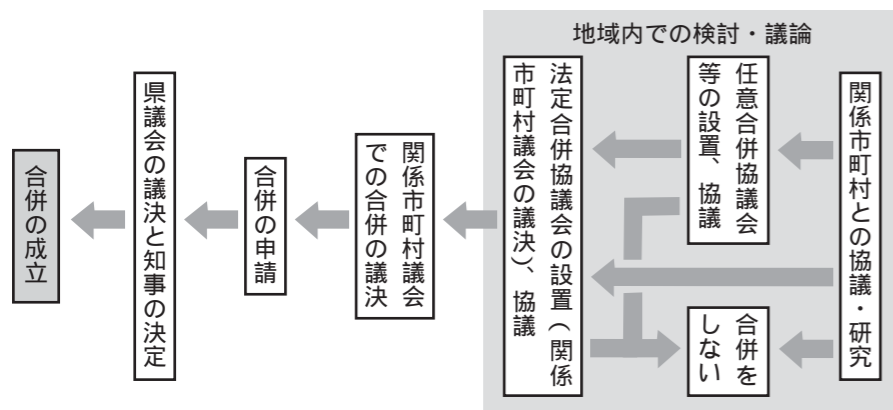 地域内での検討・議論
関係市町村との協議・研究
任意合併協議会
等の設置、協議
合併を
しない
法定合併協議会の設置（関係
市町村議会の議決）、協議
関係市町村議会
での合併の議決
合併の申請
県議会の議決と知事の決定
合併の成立